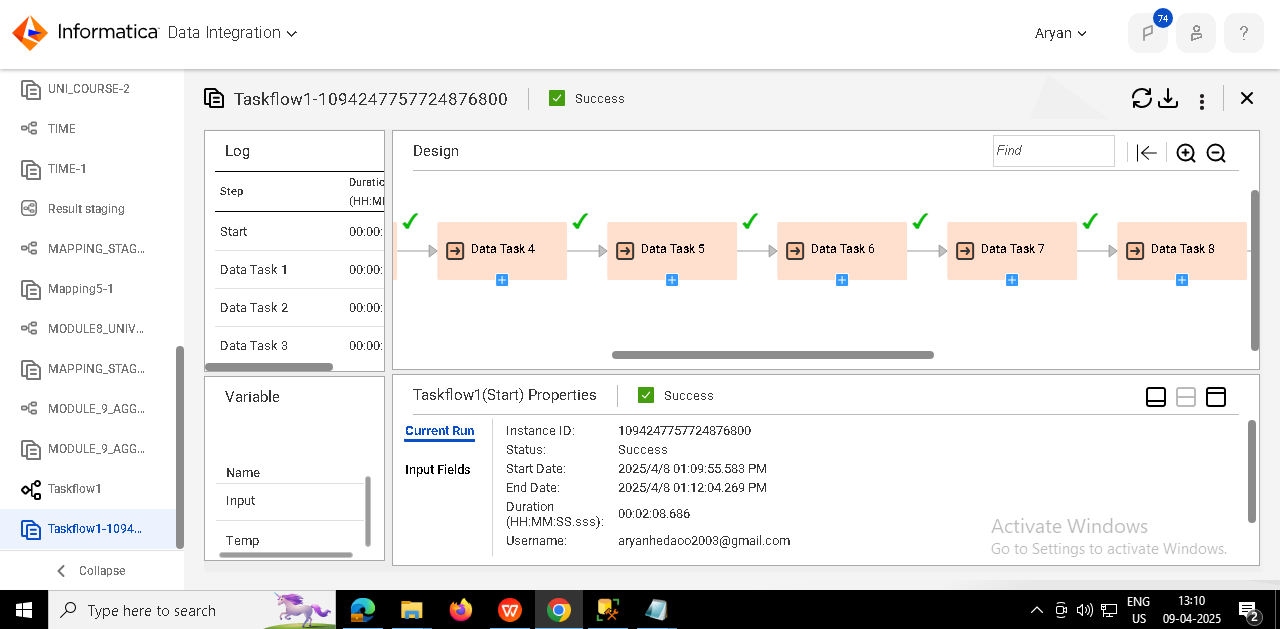 Informatica Data Integration
Aryan
74
?
UNI_COURSE-2
TIME
TIME-1
Result staging
MAPPING_STAG...
Mapping5-1
MODULE8_UNIV...
MAPPING_STAG...
MODULE_9_AGG...
MODULE_9_AGG...
Taskflow1
Taskflow1-1094...
Collapse
Taskflow1-1094247757724876800
Success
Log
Step
Duratio
(HH:MM
Start
00:00:
Data Task 1
00:00:
Data Task 2
00:00:
Data Task 3
00:00:
Variable
Name
Input
Temp
Design
Find
Data Task 4
Data Task 5
Data Task 6
Data Task 7
Data Task 8
Taskflow1(Start) Properties
Success
Current Run
Input Fields
Instance ID: 1094247757724876800
Status: Success
Start Date: 2025/4/8 01:09:55.583 PM
End Date: 2025/4/8 01:12:04.269 PM
Duration
(HH:MM:SS.sss): 00:02:08.686
Username: aryanhedaoo2003@gmail.com
Activate Windows
Go to Settings to activate Windows.
Type here to search
ENG
US
13:10
09-04-2025
2